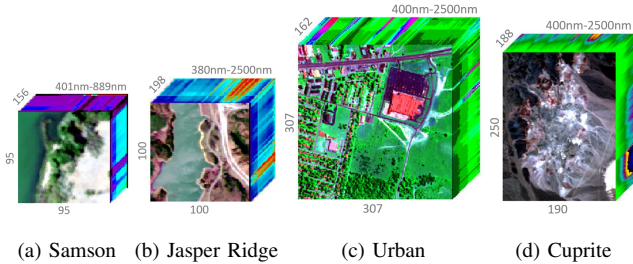 156
401nm-889nm
95
95
(a) Samson
198
380nm-2500nm
100
100
(b) Jasper Ridge
162
400nm-2500nm
307
307
(c) Urban
188
400nm-2500nm
250
190
(d) Cuprite